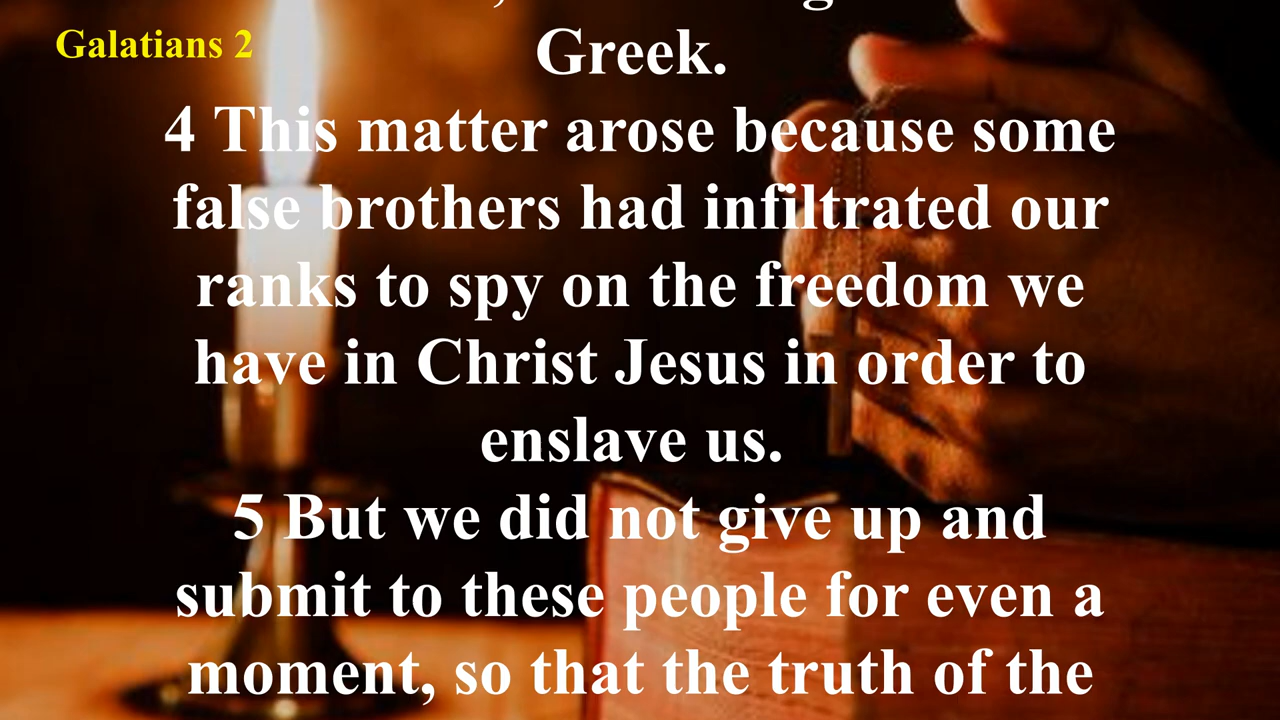 Galatians 2
Greek.
4 This matter arose because some
false brothers had infiltrated our
ranks to spy on the freedom we
have in Christ Jesus in order to
enslave us.
5 But we did not give up and
submit to these people for even a
moment, so that the truth of the